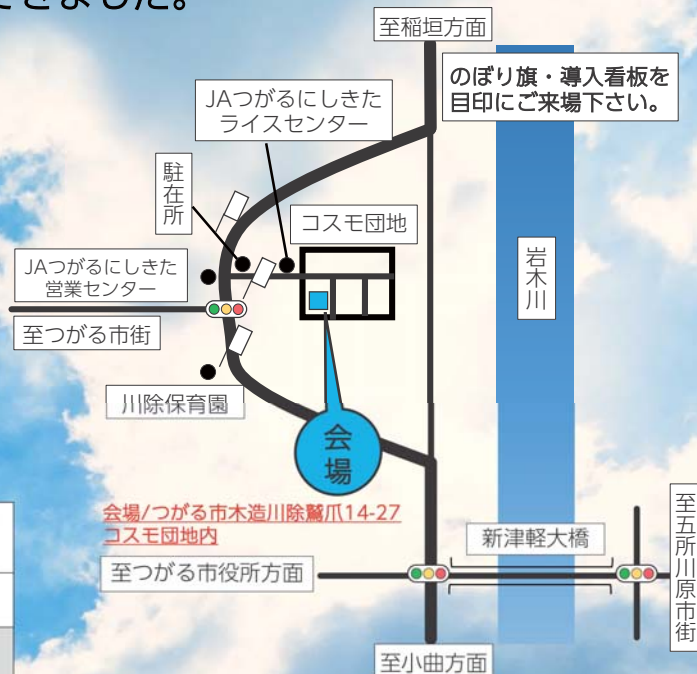 できました。
至稲垣方面
のぼり旗・導入看板を
目印にご来場下さい。
JAつがるにしきた
ライスセンター
駐在所
コスモ団地
岩木川
JAつがるにしきた
営業センター
至つがる市街
川除保育園
会場
会場/つがる市木造川除鷲爪14-27
コスモ団地内
新津軽大橋
至つがる市役所方面
至五所川原市街
至小曲方面